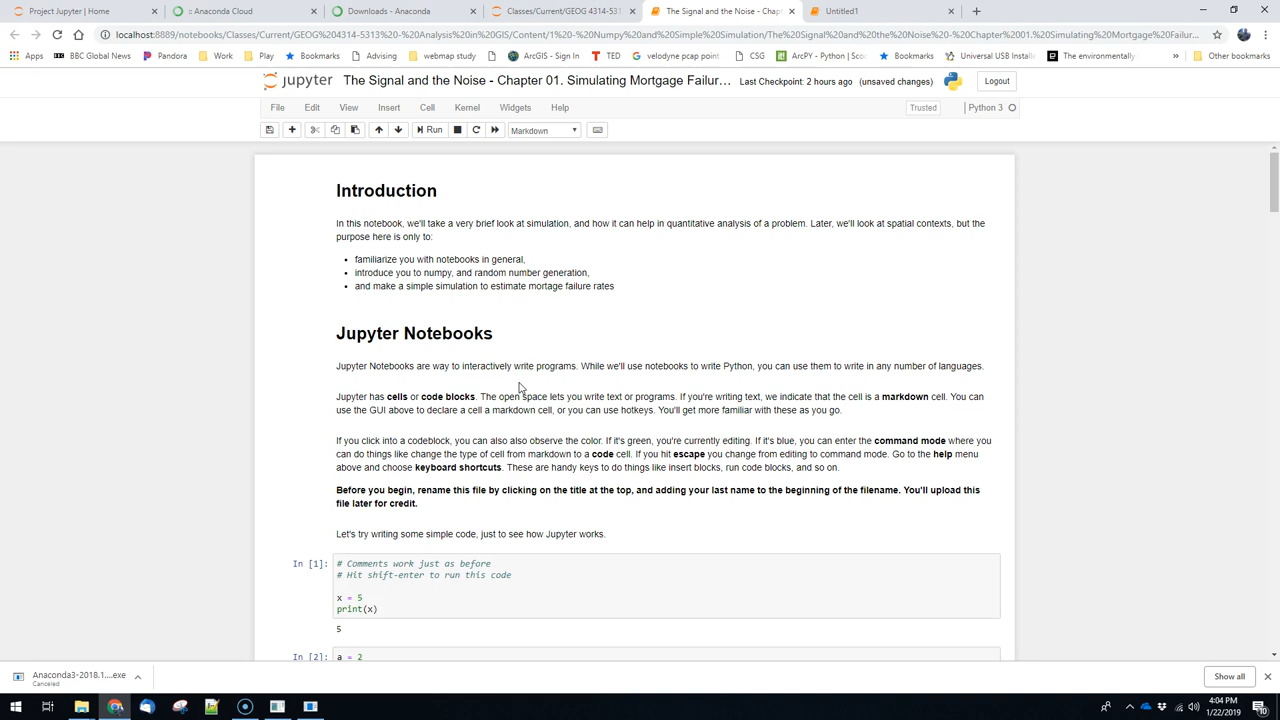 Project Jupyter | Home
:: Anaconda Cloud
Downloads - Anaconda
Classes/Current/GEOG 4314-531
The Signal and the Noise - Chap
Untitled1
localhost:8889/notebooks/Classes/Current/GEOG%204314-5313%20-%20Analysis%20in%20GIS/Content/1%20-%20Numpy%20and%20Simple%20Simulation/The%20Signal%20and%20the%20Noise%20-%20Chapter%2001.%20Simulating%20Mortgage%20Failur...
Apps
BBC Global News
Pandora
Work
Play
Bookmarks
Advising
webmap study
ArcGIS - Sign In
TED
velodyne pcap point
CSG
ArcPY - Python | Sco
Bookmarks
Universal USB Installe
The environmentally
»
Other bookmarks
jupyter The Signal and the Noise - Chapter 01. Simulating Mortgage Failur... Last Checkpoint: 2 hours ago (unsaved changes)
Logout
File Edit View Insert Cell Kernel Widgets Help
Trusted
Python 3
Run
Markdown
Introduction
In this notebook, we'll take a very brief look at simulation, and how it can help in quantitative analysis of a problem. Later, we'll look at spatial contexts, but the
purpose here is only to:
• familiarize you with notebooks in general,
• introduce you to numpy, and random number generation,
• and make a simple simulation to estimate mortage failure rates
Jupyter Notebooks
Jupyter Notebooks are way to interactively write programs. While we'll use notebooks to write Python, you can use them to write in any number of languages.
Jupyter has cells or code blocks. The open space lets you write text or programs. If you're writing text, we indicate that the cell is a markdown cell. You can
use the GUI above to declare a cell a markdown cell, or you can use hotkeys. You'll get more familiar with these as you go.
If you click into a codeblock, you can also also observe the color. If it's green, you're currently editing. If it's blue, you can enter the command mode where you
can do things like change the type of cell from markdown to a code cell. If you hit escape you change from editing to command mode. Go to the help menu
above and choose keyboard shortcuts. These are handy keys to do things like insert blocks, run code blocks, and so on.
Before you begin, rename this file by clicking on the title at the top, and adding your last name to the beginning of the filename. You'll upload this
file later for credit.
Let's try writing some simple code, just to see how Jupyter works.
In [1]: # Comments work just as before
# Hit shift-enter to run this code
x = 5
print(x)
5
In [2]: a = 2
Anaconda3-2018.1....exe
Canceled
Show all
4:04 PM
1/22/2019
10